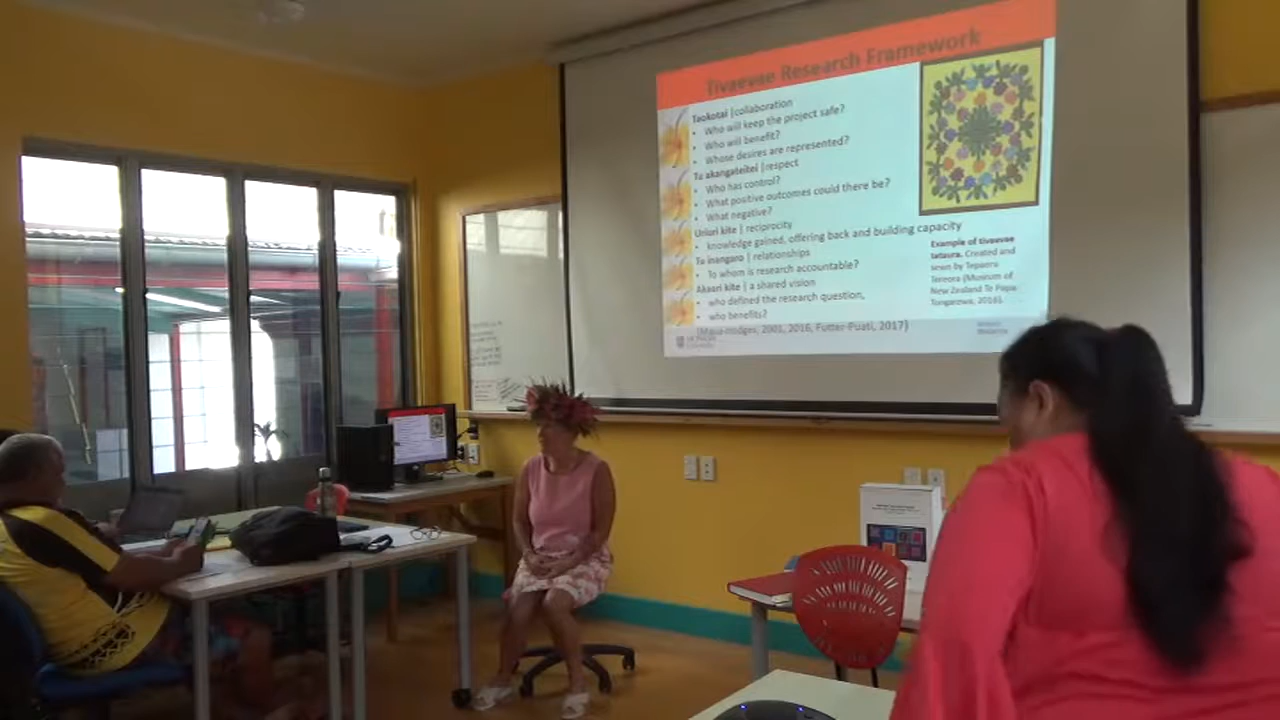 Tivaevae Research Framework
Taokotai |collaboration
• Who will keep the project safe?
• Who will benefit?
• Whose desires are represented?
Tu akangateitei |respect
• Who has control?
• What positive outcomes could there be?
• What negative?
Uriuri kite | reciprocity
• knowledge gained, offering back and building capacity
Tu inangaro | relationships
• To whom is research accountable?
Akaari kite | a shared vision
• who defined the research question,
• who benefits?
(Maua-Hodges, 2001, 2016, Futter-Puati, 2017)
Example of tivaevae
tataura. Created and
sewn by Tepaeru
Tereora (Museum of
New Zealand Te Papa
Tongarewa, 2016).